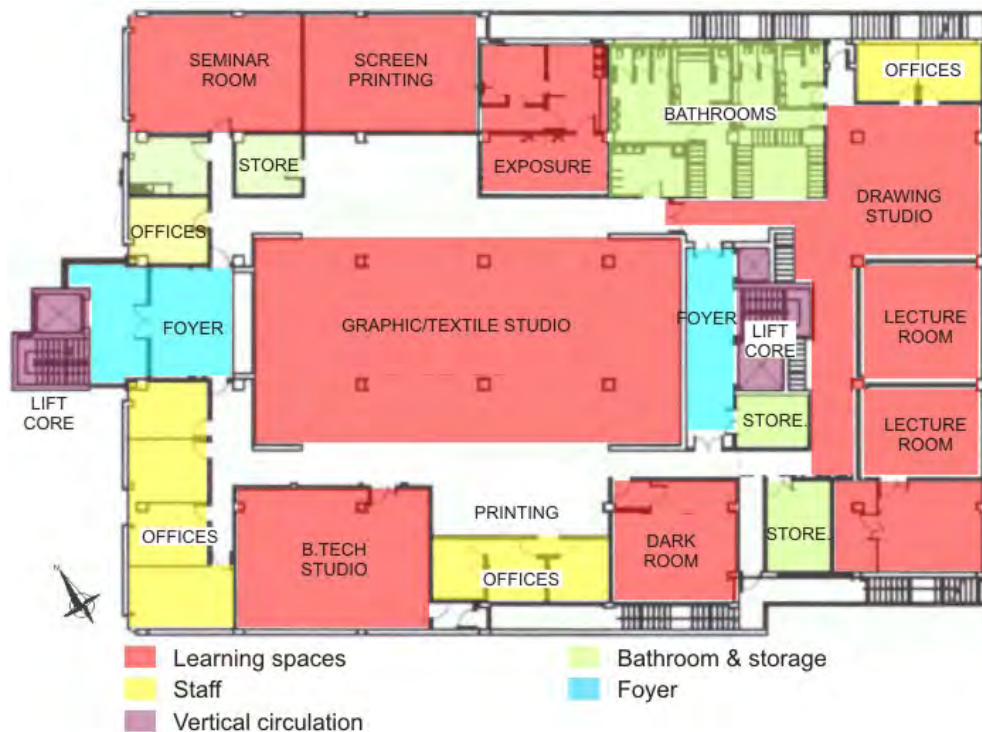 SEMINAR
ROOM
SCREEN
PRINTING
OFFICES
BATHROOMS
STORE
EXPOSURE
DRAWING
STUDIO
OFFICES
FOYER
GRAPHIC/TEXTILE STUDIO
FOYER
LIFT
CORE
LECTURE
ROOM
LIFT
CORE
STORE.
LECTURE
ROOM
PRINTING
OFFICES
B.TECH
STUDIO
OFFICES
DARK
ROOM
STORE.
N
Learning spaces
Staff
Vertical circulation
Bathroom & storage
Foyer